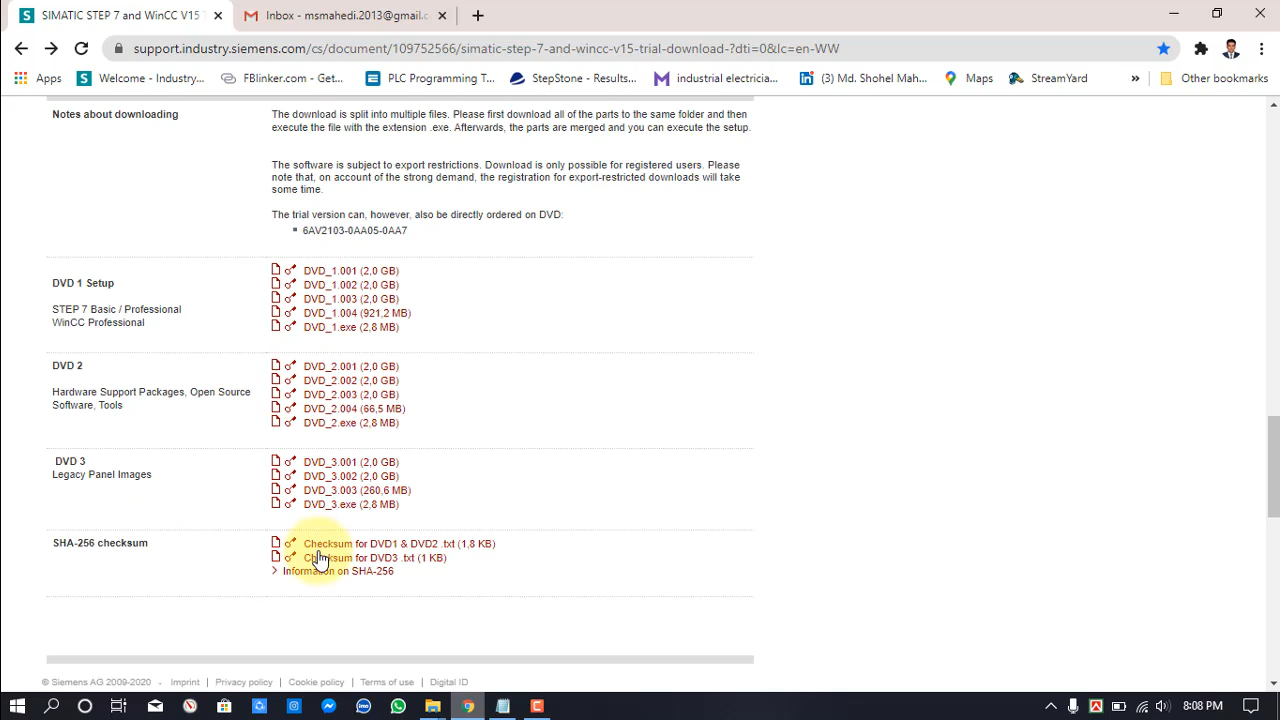 SIMATIC STEP 7 and WinCC V15 T
Inbox - msmahedi.2013@gmail.c
support.industry.siemens.com/cs/document/109752566/simatic-step-7-and-wincc-v15-trial-download-?dti=0&lc=en-WW
Apps
Welcome - Industry...
FBlinker.com - Get...
PLC Programming T...
StepStone - Results...
industrial electricia...
(3) Md. Shohel Mah...
Maps
StreamYard
»
Other bookmarks
Notes about downloading
The download is split into multiple files. Please first download all of the parts to the same folder and then
execute the file with the extension .exe. Afterwards, the parts are merged and you can execute the setup.
The software is subject to export restrictions. Download is only possible for registered users. Please
note that, on account of the strong demand, the registration for export-restricted downloads will take
some time.
The trial version can, however, also be directly ordered on DVD:
6AV2103-0AA05-0AA7
DVD 1 Setup
STEP 7 Basic / Professional
WinCC Professional
DVD_1.001 (2,0 GB)
DVD_1.002 (2,0 GB)
DVD_1.003 (2,0 GB)
DVD_1.004 (921,2 MB)
DVD_1.exe (2,8 MB)
DVD 2
Hardware Support Packages, Open Source
Software, Tools
DVD_2.001 (2,0 GB)
DVD_2.002 (2,0 GB)
DVD_2.003 (2,0 GB)
DVD_2.004 (66,5 MB)
DVD_2.exe (2,8 MB)
DVD 3
Legacy Panel Images
DVD_3.001 (2,0 GB)
DVD_3.002 (2,0 GB)
DVD_3.003 (260,6 MB)
DVD_3.exe (2,8 MB)
SHA-256 checksum
Checksum for DVD1 & DVD2 .txt (1,8 KB)
Checksum for DVD3 .txt (1 KB)
Information on SHA-256
© Siemens AG 2009-2020 - Imprint | Privacy policy | Cookie policy | Terms of use | Digital ID
8:08 PM